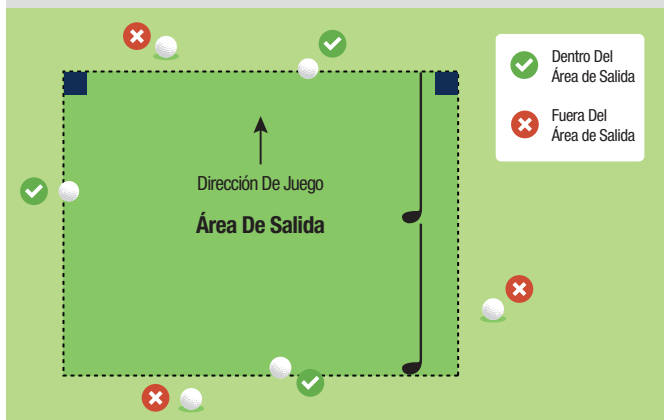 Dentro Del
Área de Salida
Fuera Del
Área de Salida
Dirección De Juego
Área De Salida